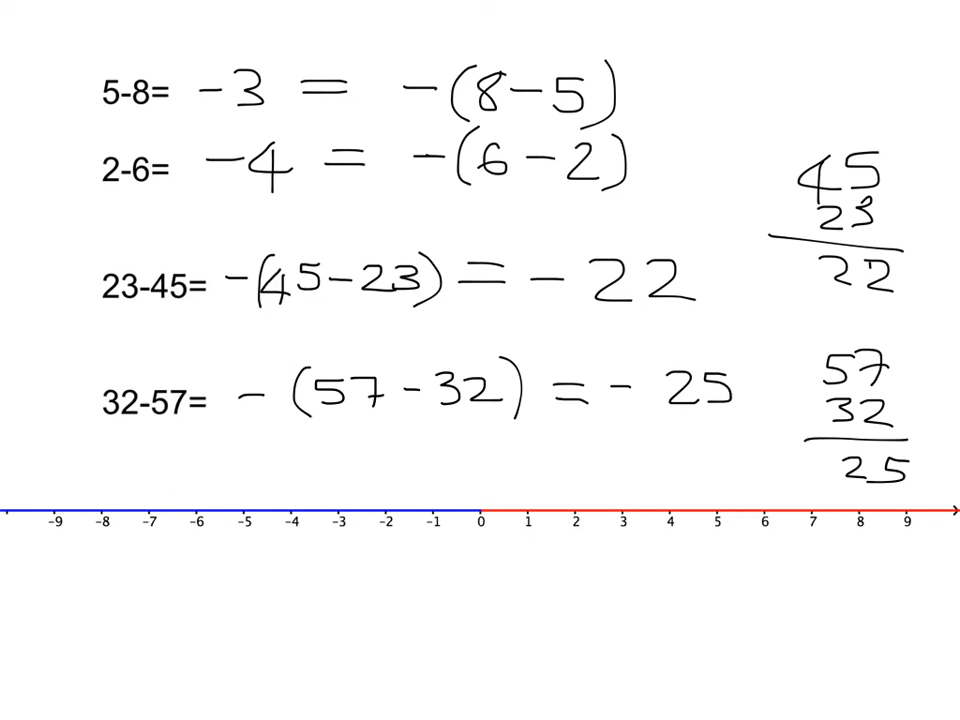 5-8= -3 = -(8-5)
2-6= -4 = -(6-2)
45
23
22
23-45= -(45-23) = -22
57
32
25
32-57= -(57-32) = -25
-9 -8 -7 -6 -5 -4 -3 -2 -1 0 1 2 3 4 5 6 7 8 9